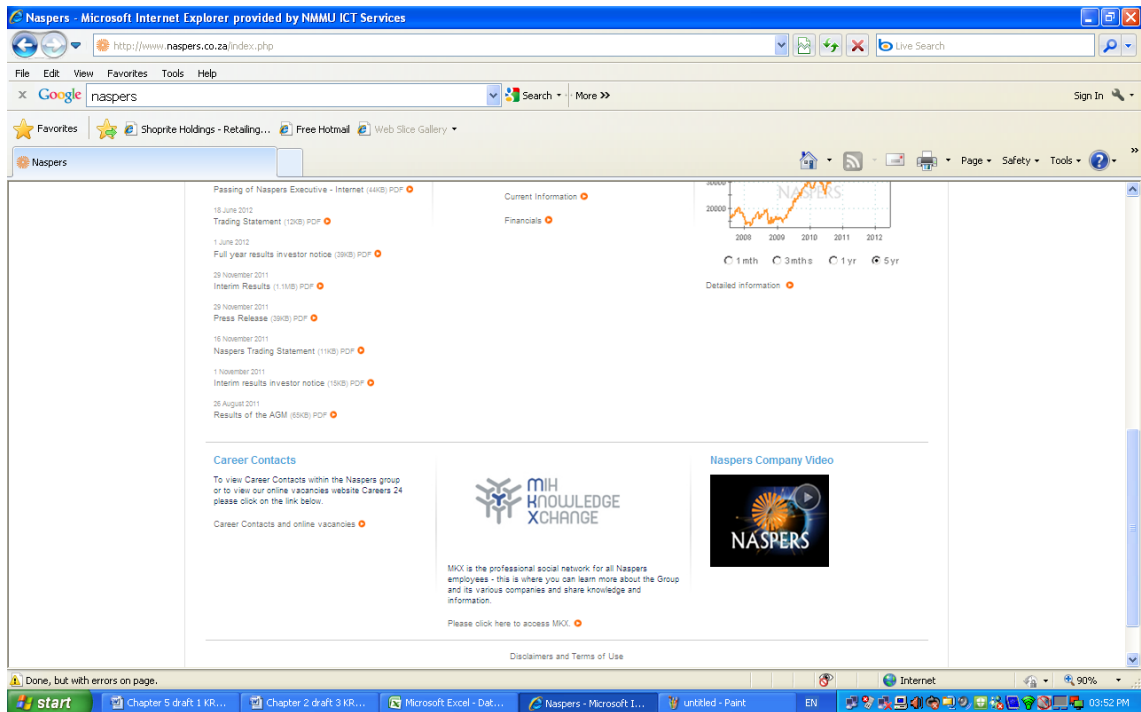 Naspers - Microsoft Internet Explorer provided by NMMU ICT Services
http://www.naspers.co.za/index.php
Live Search
File Edit View Favorites Tools Help
x Google naspers Search More »
Sign In
Favorites Shoprite Holdings - Retailing... Free Hotmail Web Slice Gallery
Naspers
Page Safety Tools
Passing of Naspers Executive - Internet (44KB) PDF
18 June 2012
Trading Statement (12KB) PDF
1 June 2012
Full year results investor notice (39KB) PDF
29 November 2011
Interim Results (1.1MB) PDF
29 November 2011
Press Release (39KB) PDF
16 November 2011
Naspers Trading Statement (11KB) PDF
1 November 2011
Interim results investor notice (15KB) PDF
26 August 2011
Results of the AGM (65KB) PDF
Current Information
Financials
30000
NASPERS
20000
2008 2009 2010 2011 2012
1 mth 3 mths 1 yr 5 yr
Detailed information
Career Contacts
To view Career Contacts within the Naspers group
or to view our online vacancies website Careers 24
please click on the link below.
Career Contacts and online vacancies
MIH
KNOWLEDGE
XCHANGE
MKX is the professional social network for all Naspers
employees - this is where you can learn more about the Group
and its various companies and share knowledge and
information.
Please click here to access MKX.
Naspers Company Video
NASPERS
Disclaimers and Terms of Use
Done, but with errors on page.
Internet
90%
start
Chapter 5 draft 1 KR...
Chapter 2 draft 3 KR...
Microsoft Excel - Dat...
Naspers - Microsoft I...
untitled - Paint
EN
03:52 PM